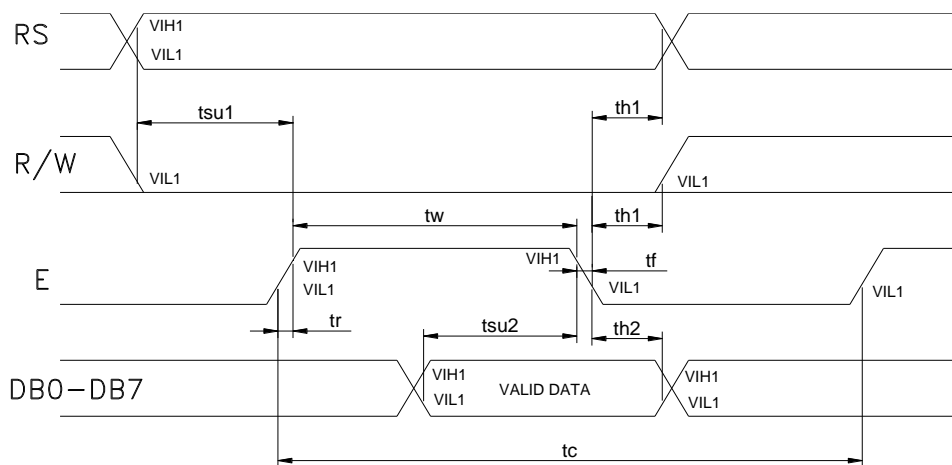 RS
VIH1
VIL1
tsu1
th1
R/W
VIL1
VIL1
tw
th1
E
VIH1
VIL1
VIH1
tf
VIL1
VIL1
tr
tsu2
th2
DB0-DB7
VIH1
VIL1
VALID DATA
VIH1
VIL1
tc